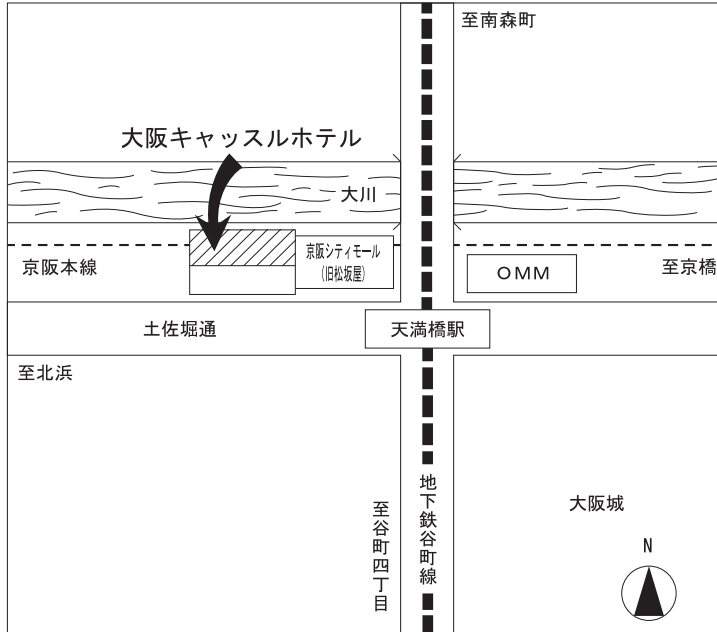 至南森町
大阪キャッスルホテル
大川
京阪本線
京阪シティモール
(旧松坂屋)
OMM
至京橋
土佐堀通
天満橋駅
至北浜
地下鉄谷町線
至谷町四丁目
大阪城
N